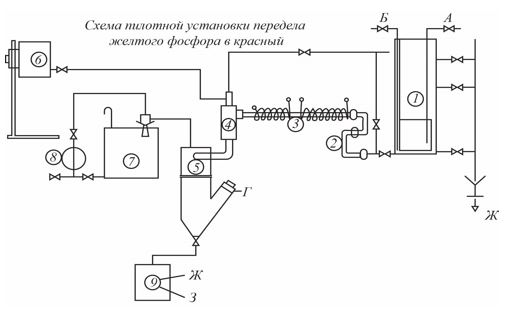 Схема пилотной установки передела
желтого фосфора в красный
Б
А
6
1
4
3
2
8
7
5
Г
Ж
9
Ж
З